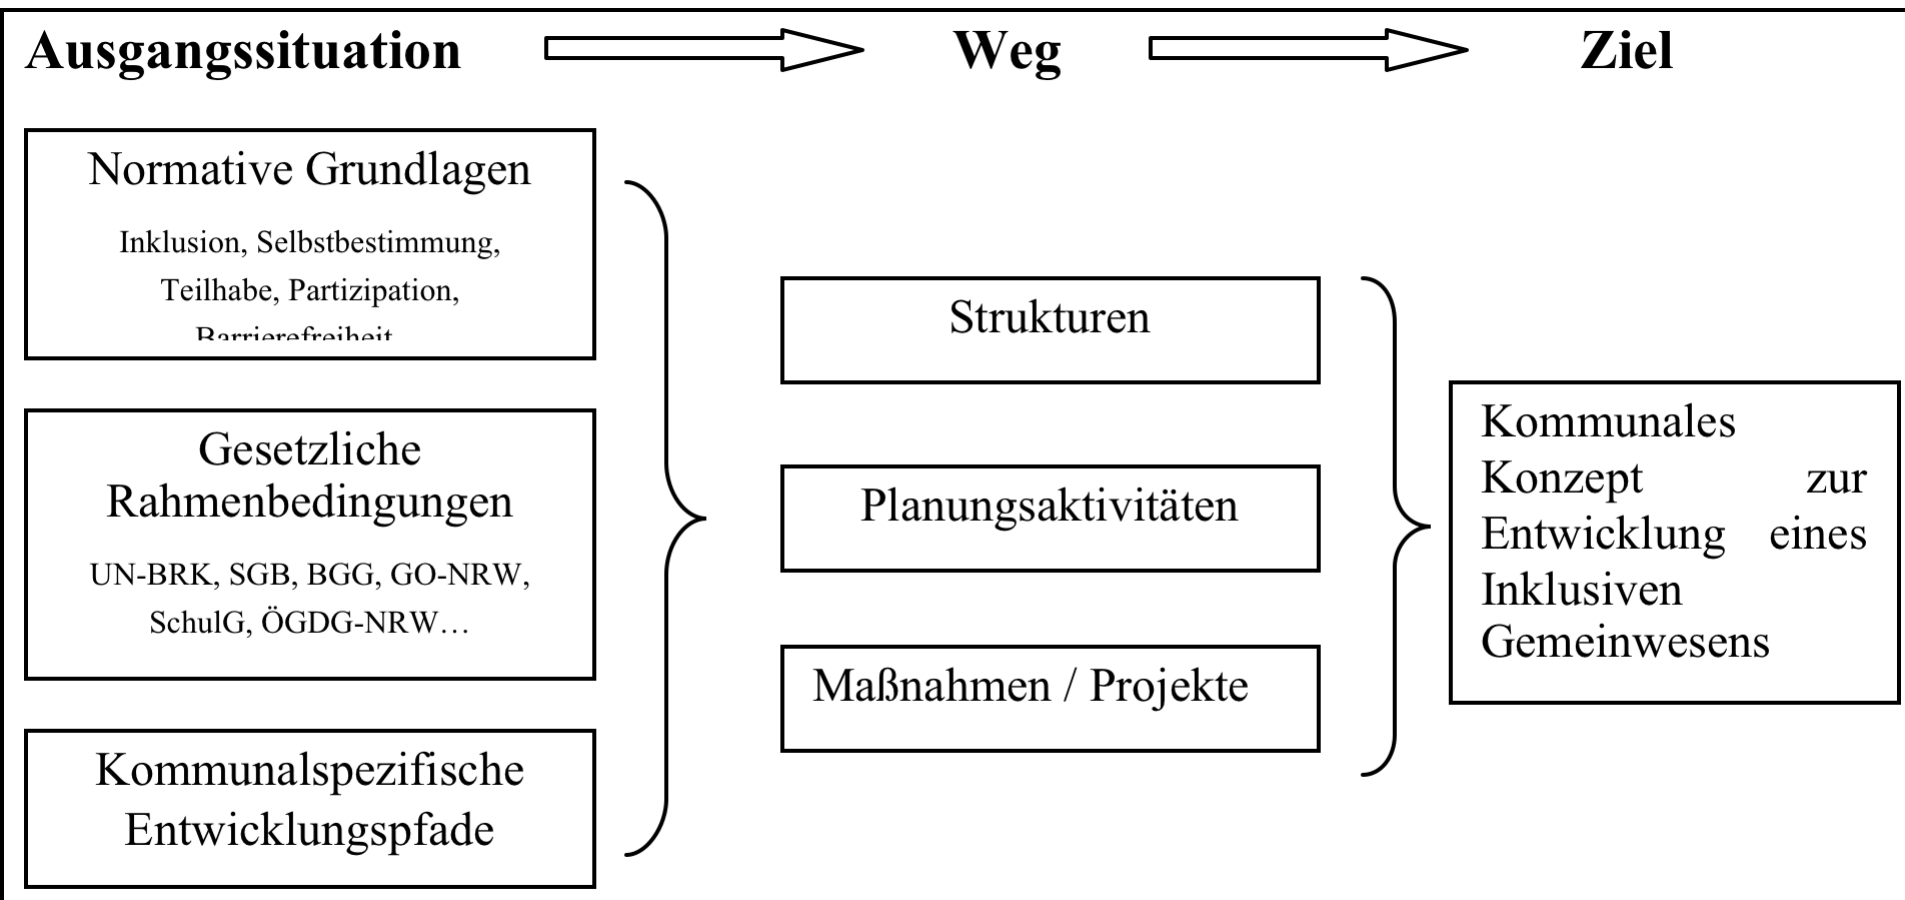 Ausgangssituation
Weg
Ziel
Normative Grundlagen
Inklusion, Selbstbestimmung,
Teilhabe, Partizipation,
Barrierefreiheit
Gesetzliche
Rahmenbedingungen
UN-BRK, SGB, BGG, GO-NRW,
SchulG, ÖGDG-NRW…
Kommunalspezifische
Entwicklungspfade
Strukturen
Planungsaktivitäten
Maßnahmen / Projekte
Kommunales
Konzept zur
Entwicklung eines
Inklusiven
Gemeinwesens